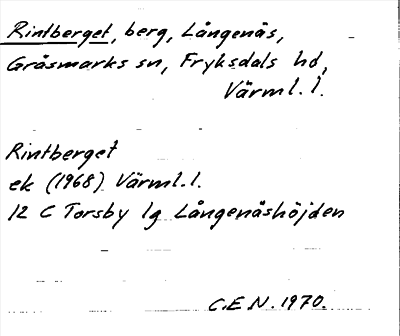 Rintberget, berg, Långenäs,
Gräsmarks sn, Fryksdals hd,
Värml. l.
Rintberget
ek (1968) Värml. l.
12 C Torsby lg Långenäshöjden
C.E.N. 1970.